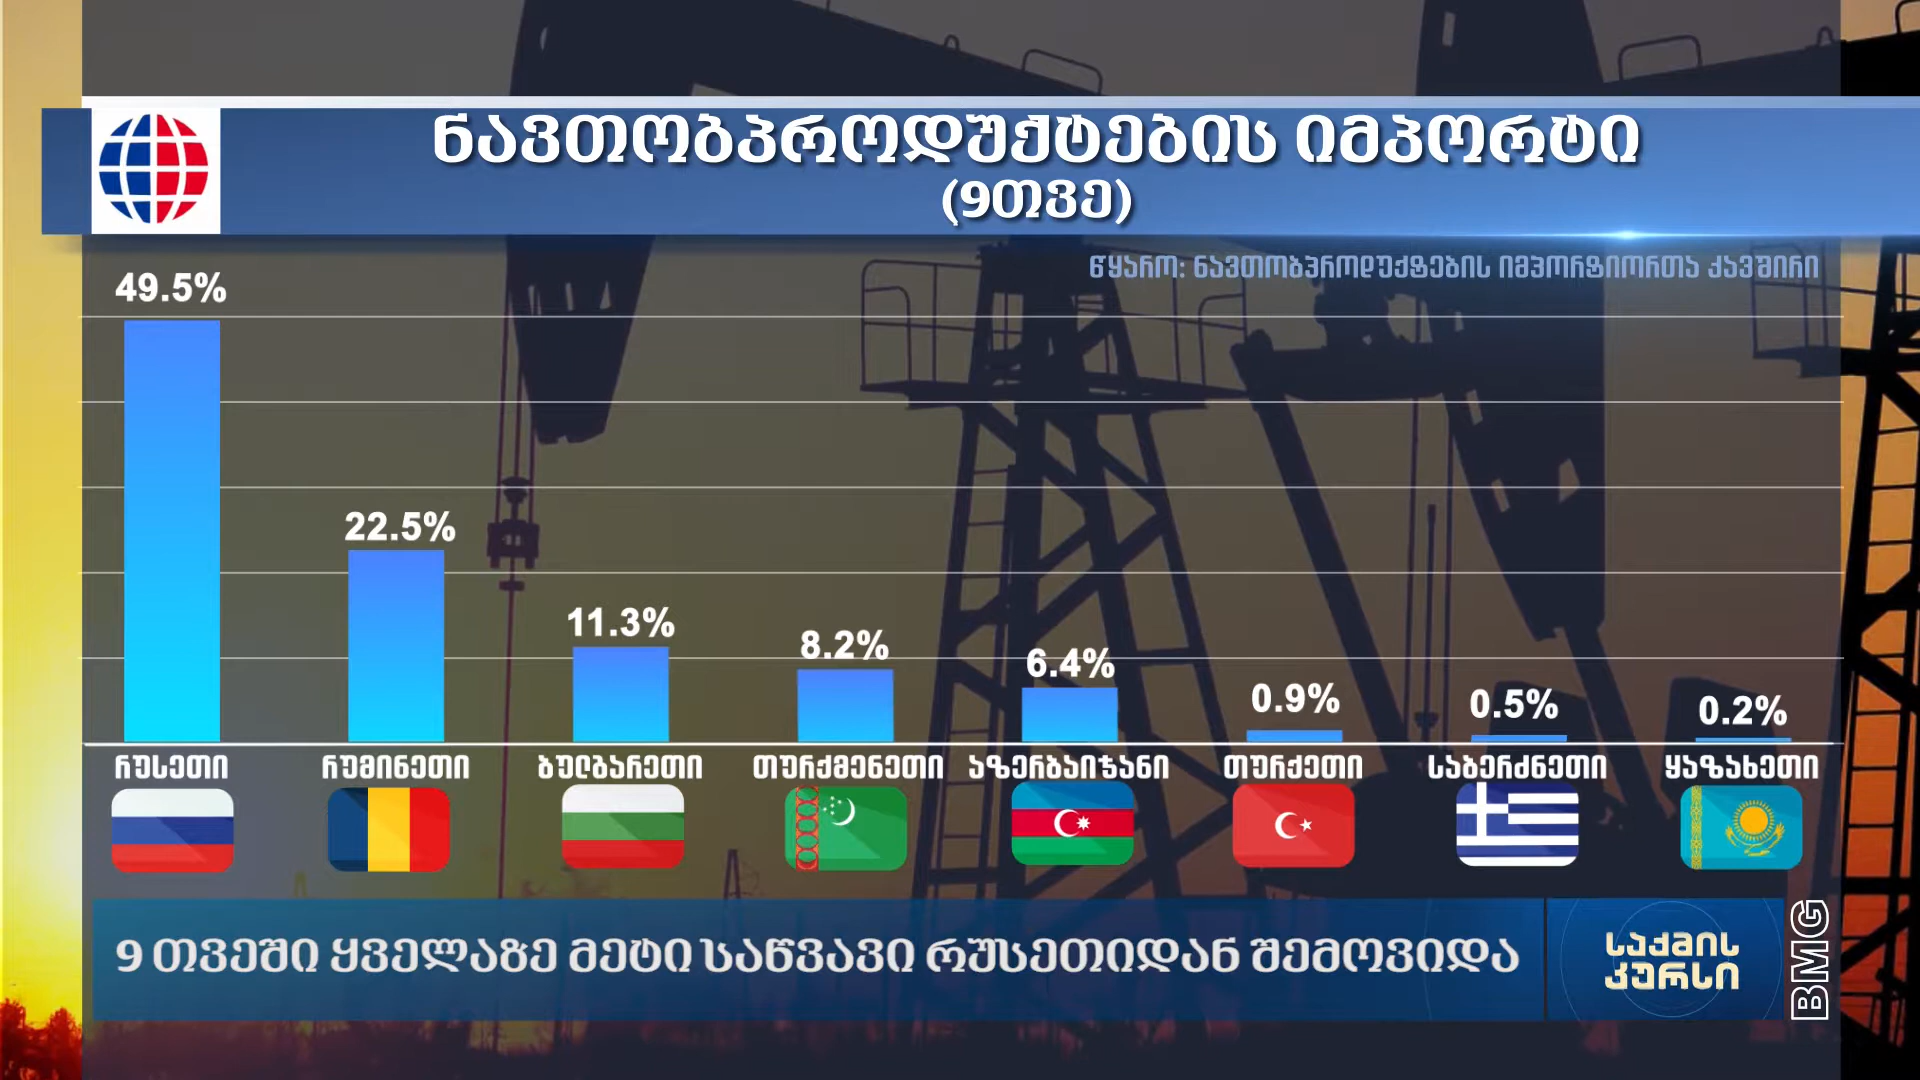 ნავთობპროდუქტების იმპორტი
(9თვე)
წყარო: ნავთობპროდუქტების იმპორტიორთა კავშირი
49.5%
22.5%
11.3%
8.2%
6.4%
0.9%
0.5%
0.2%
რუსეთი
რუმინეთი
ბულგარეთი
თურქმენეთი
აზერბაიჯანი
თურქეთი
საბერძნეთი
ყაზახეთი
9 თვეში ყველაზე მეტი საწვავი რუსეთიდან შემოვიდა
საქმის
კურსი
BMG